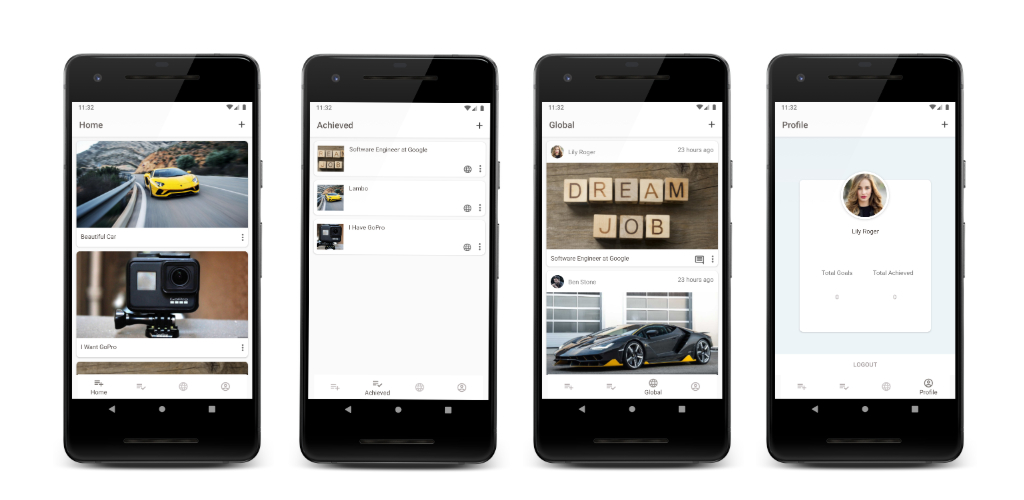 11:32
Home
Beautiful Car
I Want GoPro
Home
11:32
Achieved
Software Engineer at Google
Lambo
I Have GoPro
Achieved
11:32
Global
Lily Roger
23 hours ago
DREAM
JOB
Software Engineer at Google
Ben Stone
23 hours ago
Global
11:32
Profile
Lily Roger
Total Goals Total Achieved
0 0
LOGOUT
Profile